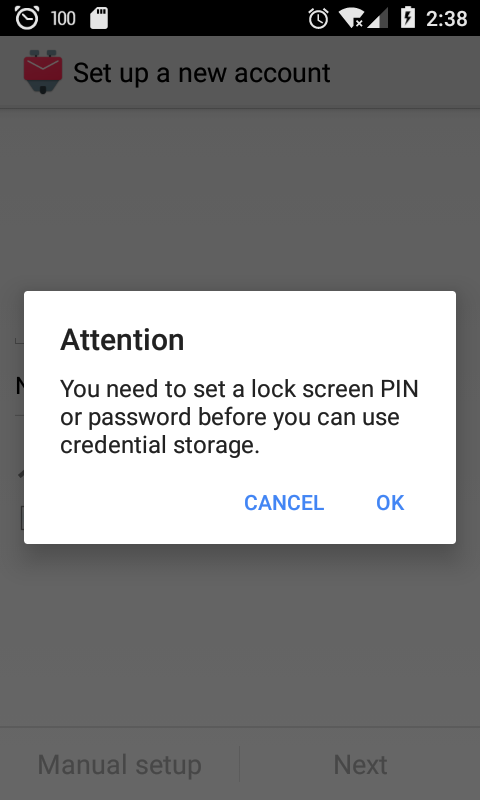 100
2:38
Set up a new account
Attention
You need to set a lock screen PIN
or password before you can use
credential storage.
CANCEL
OK
Manual setup
Next